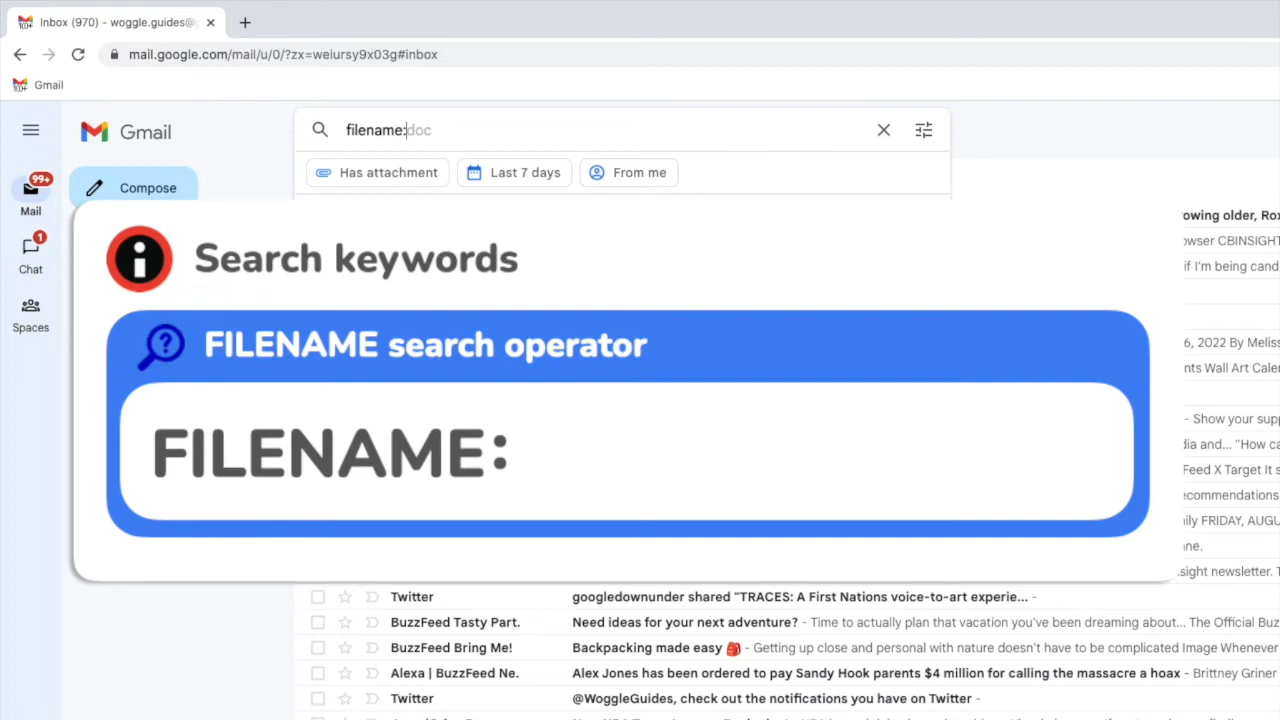 Inbox (970) - woggle.guides@
mail.google.com/mail/u/0/?zx=weiursy9x03g#inbox
Gmail
Gmail
filename:doc
Has attachment
Last 7 days
From me
99+
Compose
Mail
1
Chat
Spaces
Search keywords
FILENAME search operator
FILENAME:
rowing older, Rox
owser CBINSIGHT
if I'm being cand
6, 2022 By Meliss
nts Wall Art Caler
- Show your supp
dia and... "How ca
Feed X Target It s
ecommendations
ily FRIDAY, AUGU
ne.
sight newsletter. T
Twitter googledownunder shared "TRACES: A First Nations voice-to-art experie... -
BuzzFeed Tasty Part. Need ideas for your next adventure? - Time to actually plan that vacation you've been dreaming about... The Official Buz
BuzzFeed Bring Me! Backpacking made easy 🎒 - Getting up close and personal with nature doesn't have to be complicated Image Whenever
Alexa | BuzzFeed Ne. Alex Jones has been ordered to pay Sandy Hook parents $4 million for calling the massacre a hoax - Brittney Griner
Twitter @WoggleGuides, check out the notifications you have on Twitter -